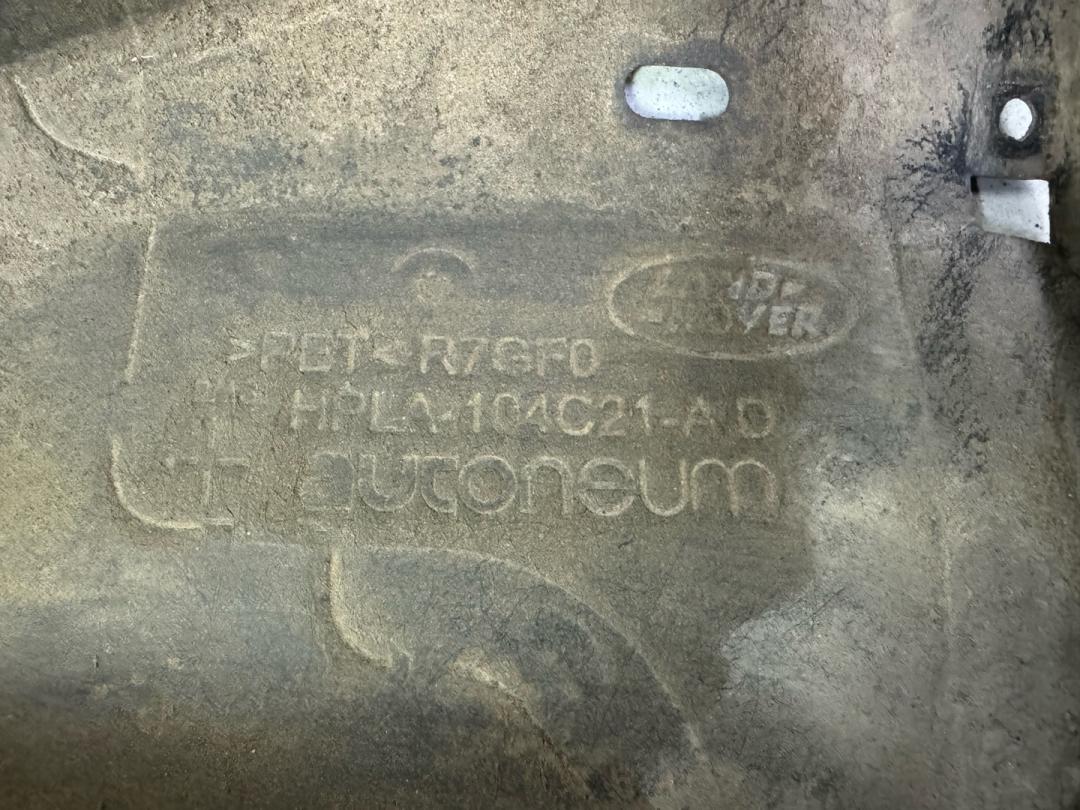 LAND
ROVER
>PET< R7GF0
HPLA-104C21-AD
autoneum